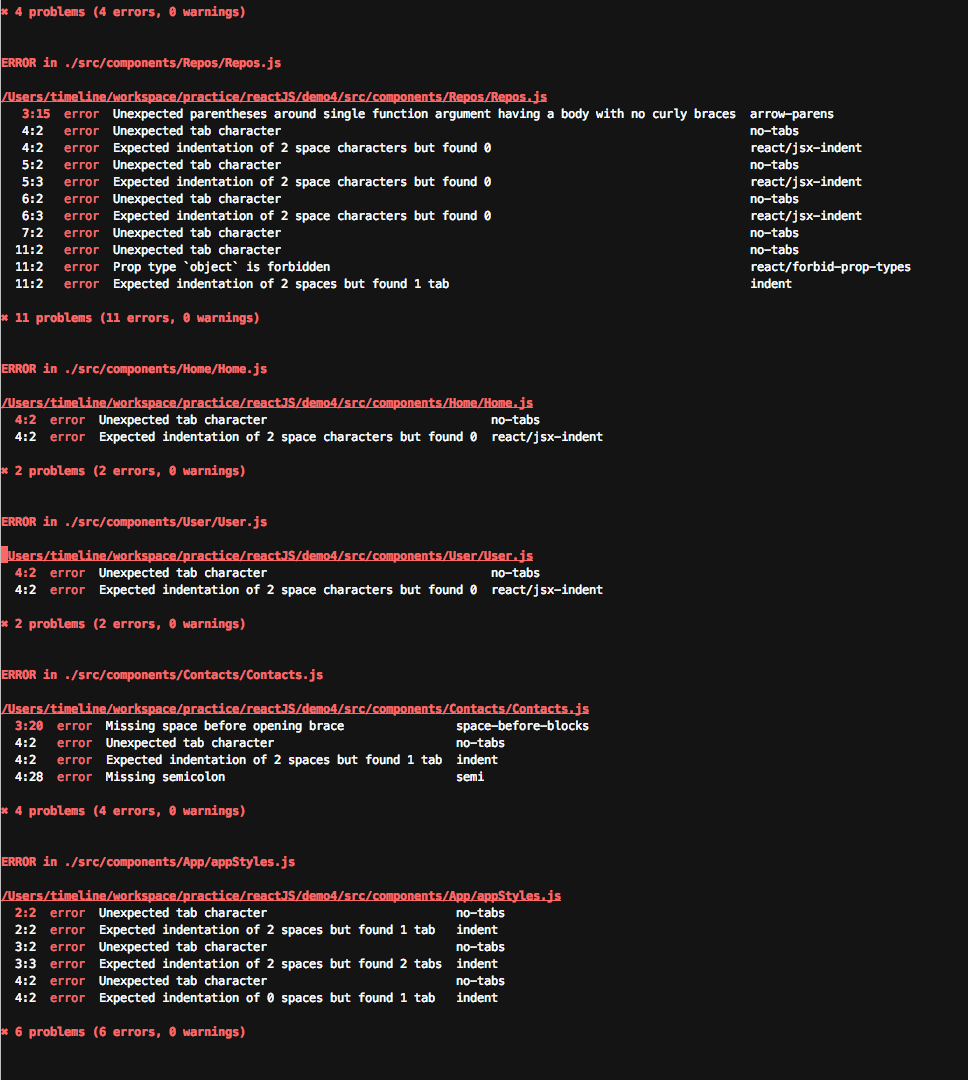 ✖ 4 problems (4 errors, 0 warnings)
ERROR in ./src/components/Repos/Repos.js
/Users/timeline/workspace/practice/reactJS/demo4/src/components/Repos/Repos.js
3:15 error Unexpected parentheses around single function argument having a body with no curly braces arrow-parens
4:2 error Unexpected tab character no-tabs
4:2 error Expected indentation of 2 space characters but found 0 react/jsx-indent
5:2 error Unexpected tab character no-tabs
5:3 error Expected indentation of 2 space characters but found 0 react/jsx-indent
6:2 error Unexpected tab character no-tabs
6:3 error Expected indentation of 2 space characters but found 0 react/jsx-indent
7:2 error Unexpected tab character no-tabs
11:2 error Unexpected tab character no-tabs
11:2 error Prop type `object` is forbidden react/forbid-prop-types
11:2 error Expected indentation of 2 spaces but found 1 tab indent
✖ 11 problems (11 errors, 0 warnings)
ERROR in ./src/components/Home/Home.js
/Users/timeline/workspace/practice/reactJS/demo4/src/components/Home/Home.js
4:2 error Unexpected tab character no-tabs
4:2 error Expected indentation of 2 space characters but found 0 react/jsx-indent
✖ 2 problems (2 errors, 0 warnings)
ERROR in ./src/components/User/User.js
Users/timeline/workspace/practice/reactJS/demo4/src/components/User/User.js
4:2 error Unexpected tab character no-tabs
4:2 error Expected indentation of 2 space characters but found 0 react/jsx-indent
✖ 2 problems (2 errors, 0 warnings)
ERROR in ./src/components/Contacts/Contacts.js
/Users/timeline/workspace/practice/reactJS/demo4/src/components/Contacts/Contacts.js
3:20 error Missing space before opening brace space-before-blocks
4:2 error Unexpected tab character no-tabs
4:2 error Expected indentation of 2 spaces but found 1 tab indent
4:28 error Missing semicolon semi
✖ 4 problems (4 errors, 0 warnings)
ERROR in ./src/components/App/appStyles.js
/Users/timeline/workspace/practice/reactJS/demo4/src/components/App/appStyles.js
2:2 error Unexpected tab character no-tabs
2:2 error Expected indentation of 2 spaces but found 1 tab indent
3:2 error Unexpected tab character no-tabs
3:3 error Expected indentation of 2 spaces but found 2 tabs indent
4:2 error Unexpected tab character no-tabs
4:2 error Expected indentation of 0 spaces but found 1 tab indent
✖ 6 problems (6 errors, 0 warnings)